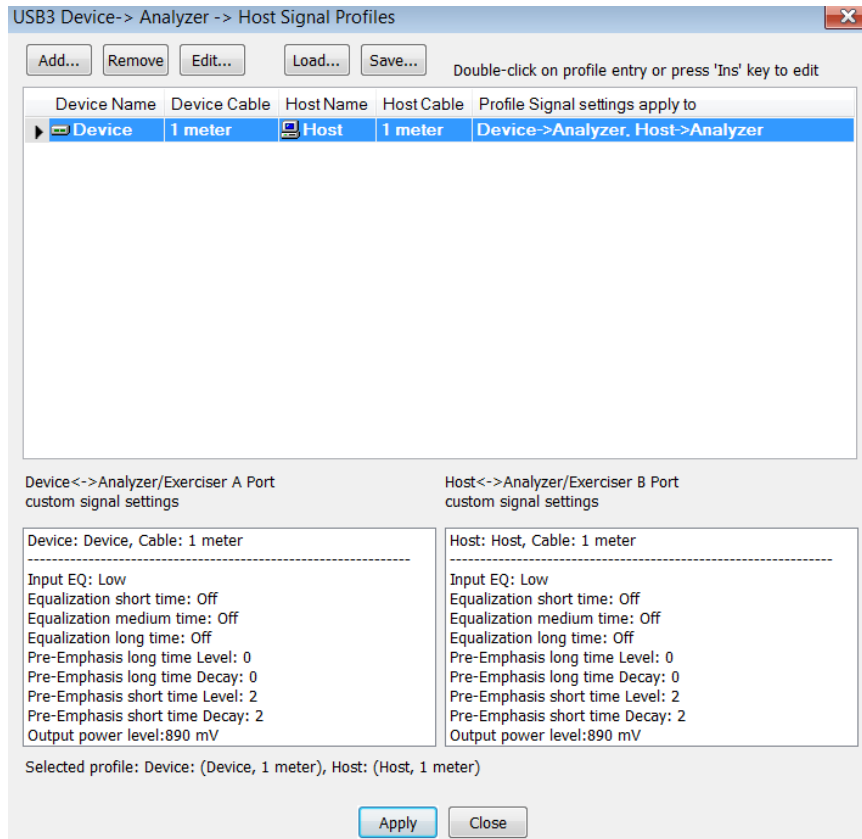 USB3 Device-> Analyzer -> Host Signal Profiles
Add... Remove Edit... Load... Save... Double-click on profile entry or press 'Ins' key to edit
Device Name Device Cable Host Name Host Cable Profile Signal settings apply to
Device 1 meter Host 1 meter Device->Analyzer, Host->Analyzer
Device<->Analyzer/Exerciser A Port
custom signal settings
Host<->Analyzer/Exerciser B Port
custom signal settings
Device: Device, Cable: 1 meter
----------------------------------------------------------------
Input EQ: Low
Equalization short time: Off
Equalization medium time: Off
Equalization long time: Off
Pre-Emphasis long time Level: 0
Pre-Emphasis long time Decay: 0
Pre-Emphasis short time Level: 2
Pre-Emphasis short time Decay: 2
Output power level:890 mV
Host: Host, Cable: 1 meter
----------------------------------------------------------------
Input EQ: Low
Equalization short time: Off
Equalization medium time: Off
Equalization long time: Off
Pre-Emphasis long time Level: 0
Pre-Emphasis long time Decay: 0
Pre-Emphasis short time Level: 2
Pre-Emphasis short time Decay: 2
Output power level:890 mV
Selected profile: Device: (Device, 1 meter), Host: (Host, 1 meter)
Apply Close